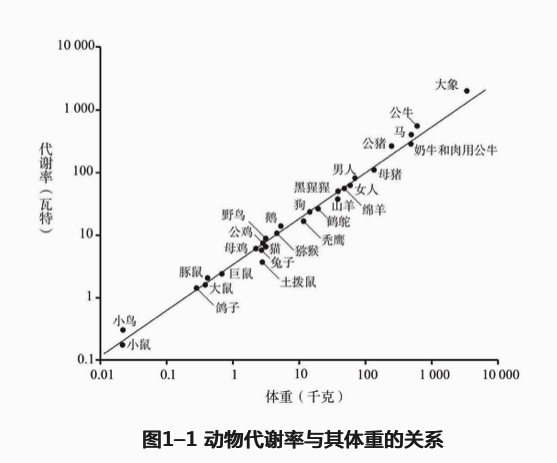 10 000
1 000
100
10
1
0.1
代谢率（瓦特）
大象
公牛
马
公猪
奶牛和肉用公牛
男人
母猪
黑猩猩
女人
狗
山羊
绵羊
野鸟
鹅
鹤鸵
公鸡
秃鹰
母鸡
猫
猕猴
兔子
豚鼠
巨鼠
土拨鼠
大鼠
鸽子
小鸟
小鼠
0.01
0.1
1
10
100
1 000
10 000
体重（千克）
图1-1 动物代谢率与其体重的关系